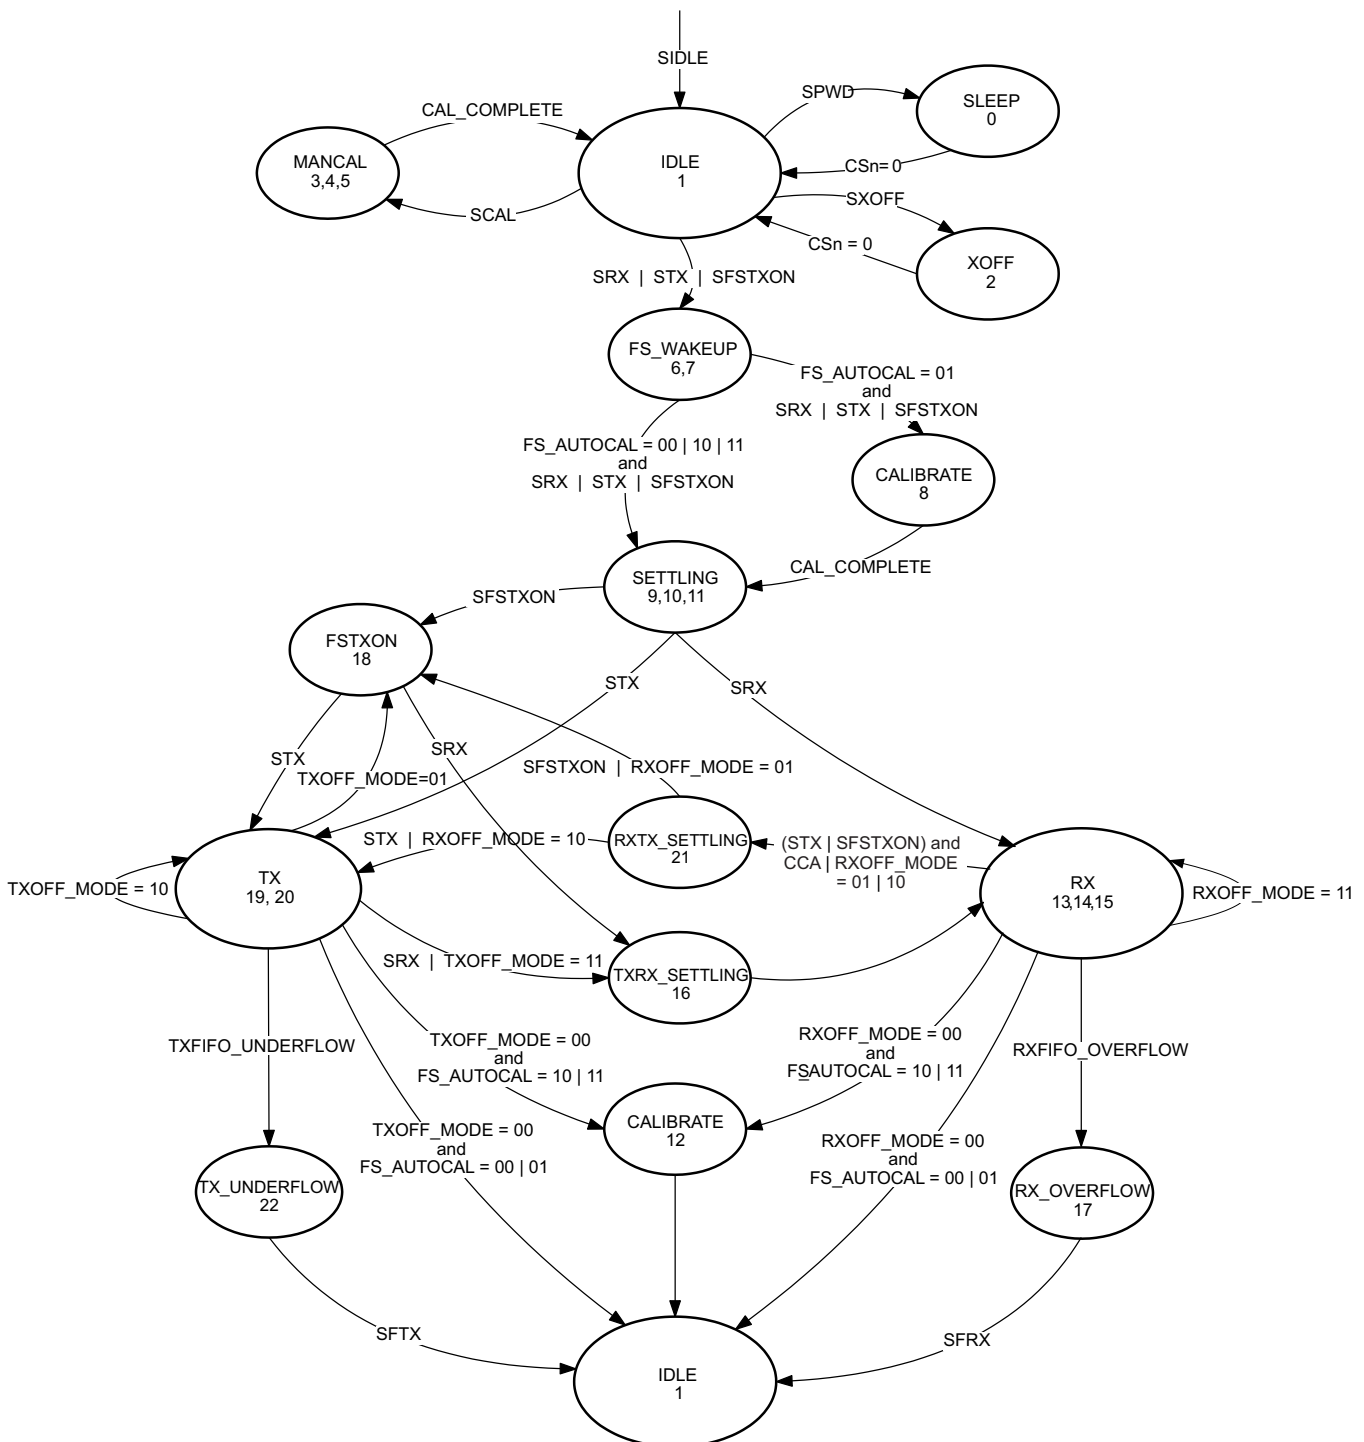 SIDLE
SPWD
SLEEP
0
CAL_COMPLETE
MANCAL
3,4,5
IDLE
1
CSn= 0
SXOFF
SCAL
CSn = 0
XOFF
2
SRX | STX | SFSTXON
FS_WAKEUP
6,7
FS_AUTOCAL = 01
and
SRX | STX | SFSTXON
FS_AUTOCAL = 00 | 10 | 11
and
SRX | STX | SFSTXON
CALIBRATE
8
CAL_COMPLETE
SETTLING
9,10,11
SFSTXON
FSTXON
18
STX
SRX
STX
SRX
TXOFF_MODE=01
SFSTXON | RXOFF_MODE = 01
STX | RXOFF_MODE = 10
RXTX_SETTLING
21
(STX | SFSTXON) and
CCA | RXOFF_MODE
= 01 | 10
TXOFF_MODE = 10
TX
19, 20
RX
13,14,15
RXOFF_MODE = 11
SRX | TXOFF_MODE = 11
TXRX_SETTLING
16
TXFIFO_UNDERFLOW
TXOFF_MODE = 00
and
FS_AUTOCAL = 10 | 11
RXOFF_MODE = 00
and
FS_AUTOCAL = 10 | 11
RXFIFO_OVERFLOW
CALIBRATE
12
TXOFF_MODE = 00
and
FS_AUTOCAL = 00 | 01
RXOFF_MODE = 00
and
FS_AUTOCAL = 00 | 01
TX_UNDERFLOW
22
RX_OVERFLOW
17
SFTX
SFRX
IDLE
1